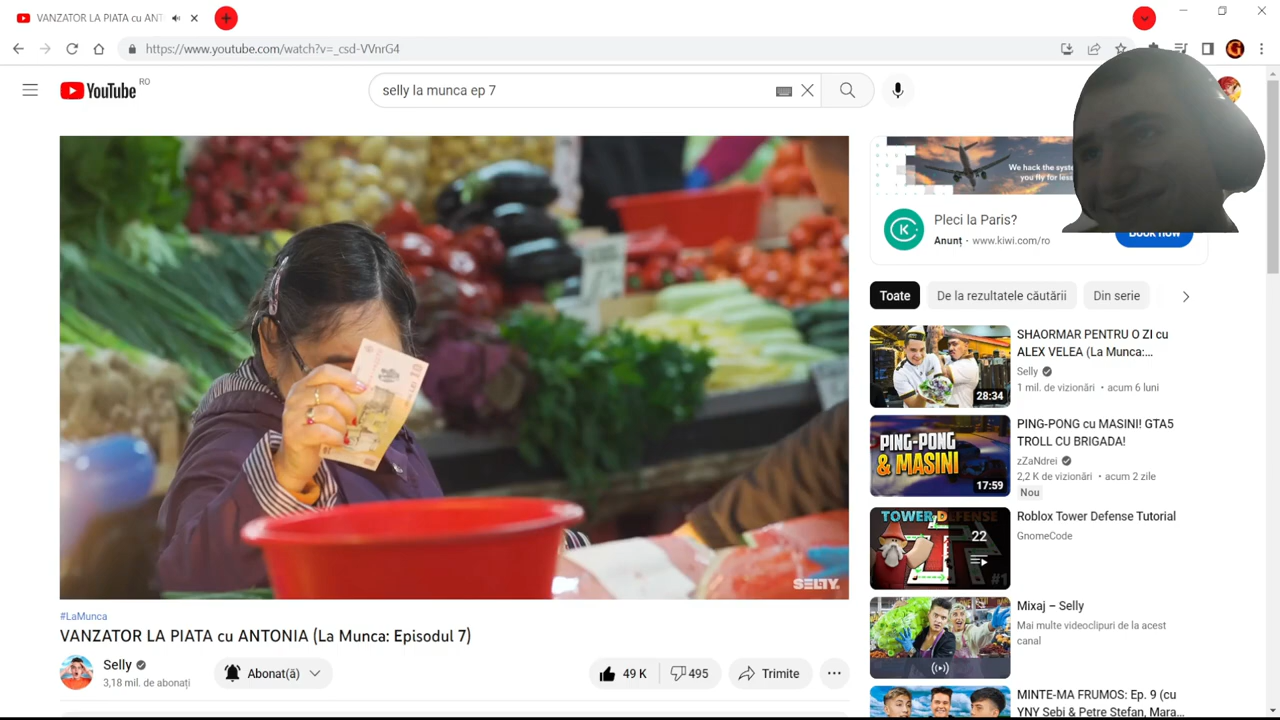 VANZATOR LA PIATA cu ANT
https://www.youtube.com/watch?v=_csd-VVnrG4
YouTube RO
selly la munca ep 7
We hack the syste
you fly for less
Pleci la Paris?
Anunț • www.kiwi.com/ro
Book now
Toate
De la rezultatele căutării
Din serie
SHAORMAR PENTRU O ZI cu
ALEX VELEA (La Munca:...
Selly
1 mil. de vizionări • acum 6 luni
28:34
PING-PONG
& MASINI
17:59
PING-PONG cu MASINI! GTA5
TROLL CU BRIGADA!
zZaNdrei
2,2 K de vizionări • acum 2 zile
Nou
TOWER DEFENSE
22
#1
Roblox Tower Defense Tutorial
GnomeCode
Mixaj – Selly
Mai multe videoclipuri de la acest
canal
MINTE-MA FRUMOS: Ep. 9 (cu
YNY Sebi & Petre Stefan, Mara...
10
SELTY.
#LaMunca
VANZATOR LA PIATA cu ANTONIA (La Munca: Episodul 7)
Selly
3,18 mil. de abonați
Abonat(ă)
49 K
495
Trimite